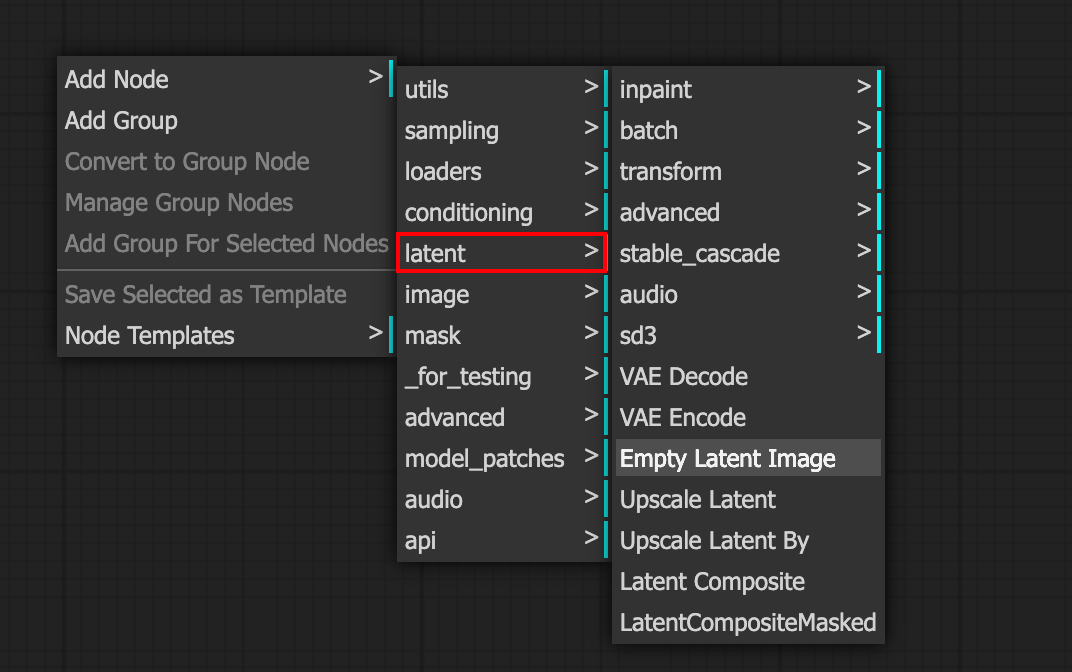 Add Node >
Add Group
Convert to Group Node
Manage Group Nodes
Add Group For Selected Nodes
Save Selected as Template
Node Templates >
utils >
sampling >
loaders >
conditioning >
latent >
image >
mask >
_for_testing >
advanced >
model_patches >
audio >
api >
inpaint >
batch >
transform >
advanced >
stable_cascade >
audio >
sd3 >
VAE Decode
VAE Encode
Empty Latent Image
Upscale Latent
Upscale Latent By
Latent Composite
LatentCompositeMasked